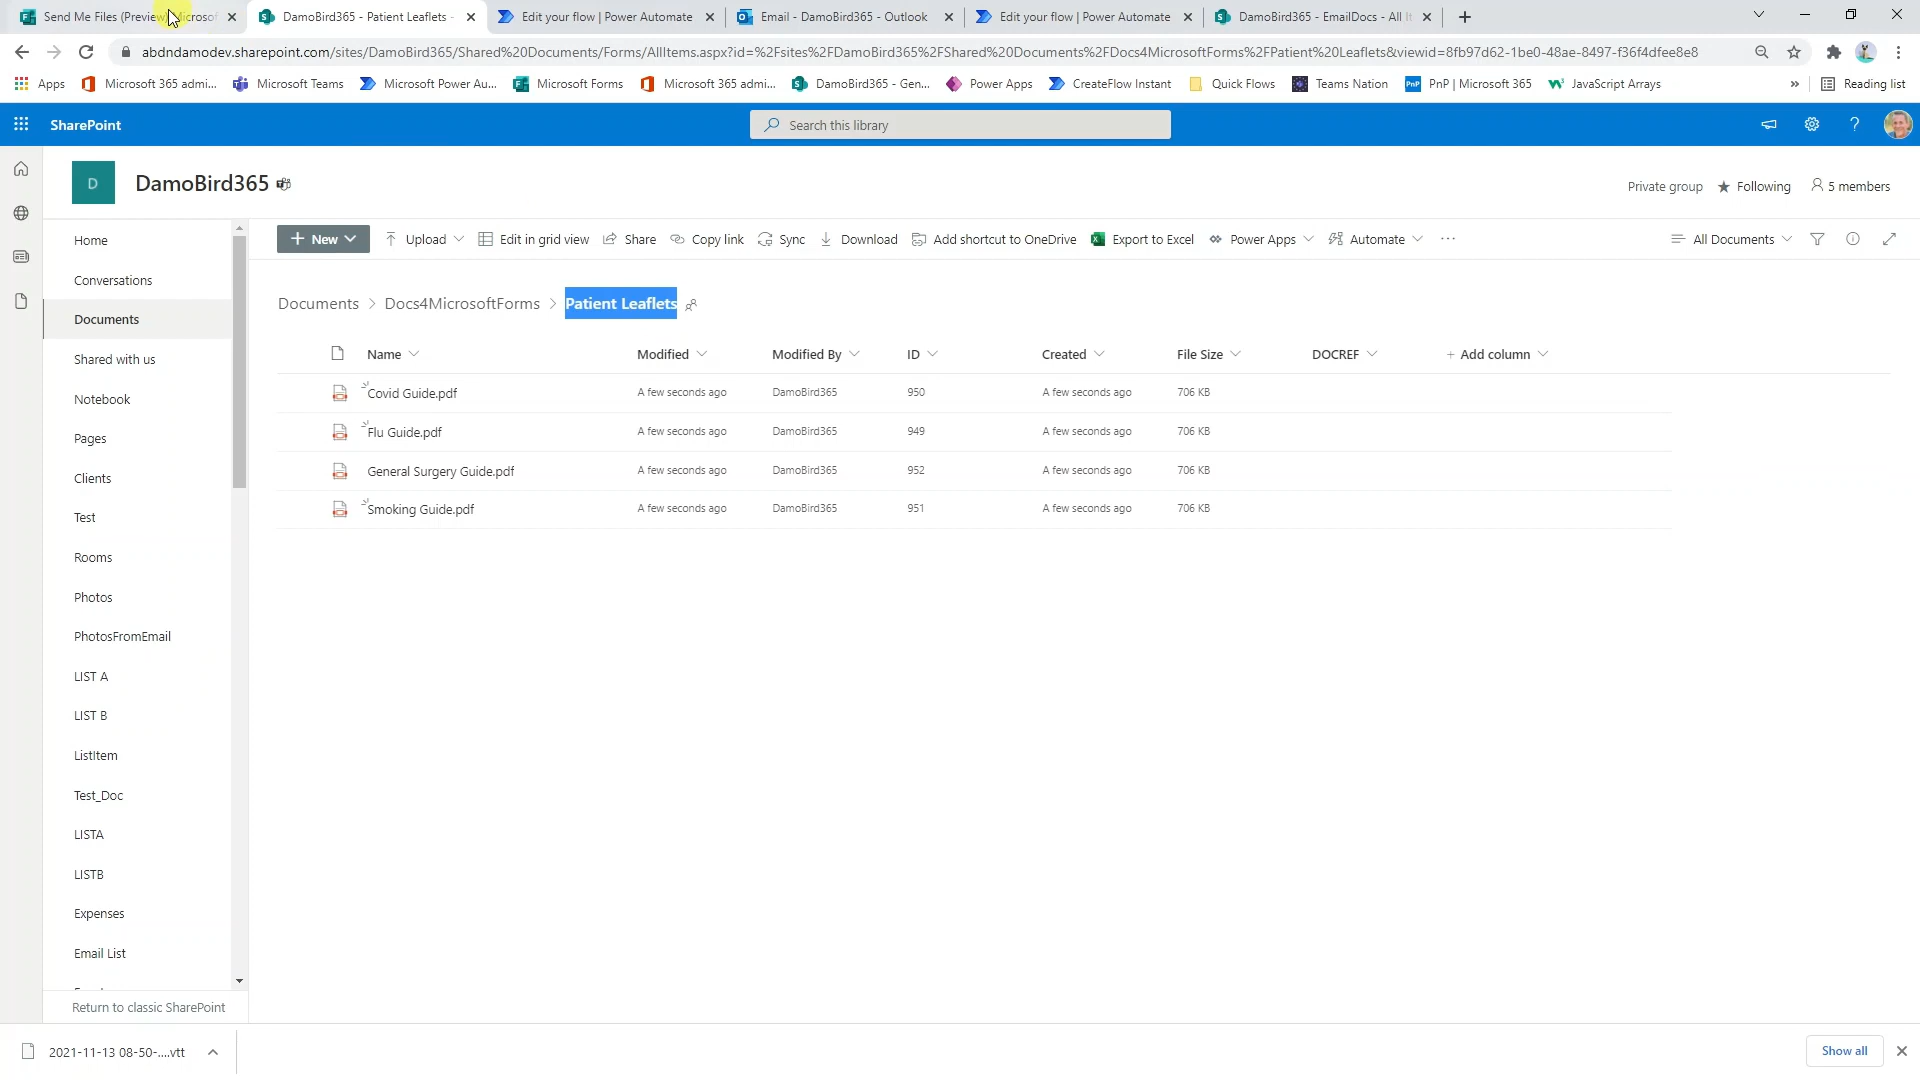 Send Me Files (Preview) Microsof
DamoBird365 - Patient Leaflets -
Edit your flow | Power Automate
Email - DamoBird365 - Outlook
Edit your flow | Power Automate
DamoBird365 - EmailDocs - All It
abdndamodev.sharepoint.com/sites/DamoBird365/Shared%20Documents/Forms/AllItems.aspx?id=%2Fsites%2FDamoBird365%2FShared%20Documents%2FDocs4MicrosoftForms%2FPatient%20Leaflets&viewid=8fb97d62-1be0-48ae-8497-f36f4dfee8e8
Apps
Microsoft 365 admi...
Microsoft Teams
Microsoft Power Au...
Microsoft Forms
Microsoft 365 admi...
DamoBird365 - Gen...
Power Apps
CreateFlow Instant
Quick Flows
Teams Nation
PnP | Microsoft 365
JavaScript Arrays
»
Reading list
SharePoint
Search this library
D
DamoBird365
Private group
Following
5 members
Home
Conversations
Documents
Shared with us
Notebook
Pages
Clients
Test
Rooms
Photos
PhotosFromEmail
LIST A
LIST B
ListItem
Test_Doc
LISTA
LISTB
Expenses
Email List
Return to classic SharePoint
+ New
Upload
Edit in grid view
Share
Copy link
Sync
Download
Add shortcut to OneDrive
Export to Excel
Power Apps
Automate
...
All Documents
Documents > Docs4MicrosoftForms > Patient Leaflets
Name Modified Modified By ID Created File Size DOCREF + Add column
Covid Guide.pdf A few seconds ago DamoBird365 950 A few seconds ago 706 KB
Flu Guide.pdf A few seconds ago DamoBird365 949 A few seconds ago 706 KB
General Surgery Guide.pdf A few seconds ago DamoBird365 952 A few seconds ago 706 KB
Smoking Guide.pdf A few seconds ago DamoBird365 951 A few seconds ago 706 KB
2021-11-13 08-50-....vtt
Show all